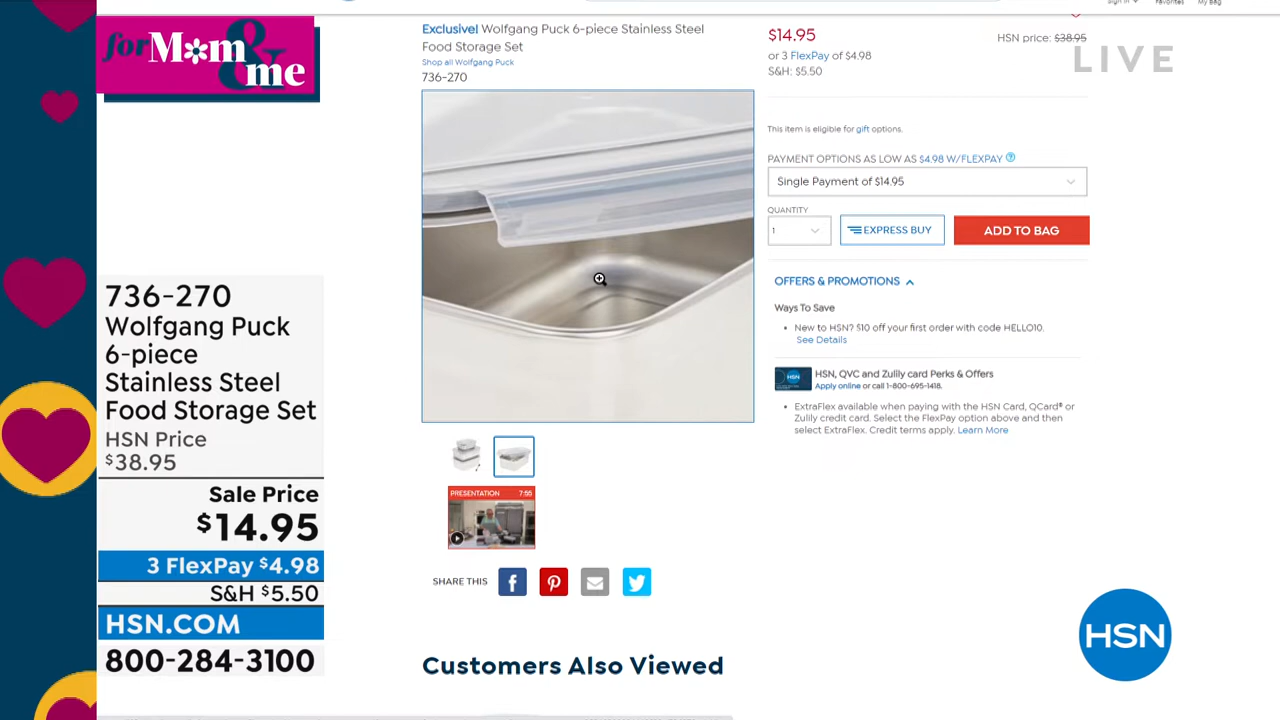 for Mom
&
me
736-270
Wolfgang Puck
6-piece
Stainless Steel
Food Storage Set
HSN Price
$38.95
Sale Price
$14.95
3 FlexPay $4.98
S&H $5.50
HSN.COM
800-284-3100
Exclusive! Wolfgang Puck 6-piece Stainless Steel
Food Storage Set
Shop all Wolfgang Puck
736-270
PRESENTATION 7:55
SHARE THIS
Customers Also Viewed
Sign In
Favorites
My Bag
$14.95
HSN price: $38.95
or 3 FlexPay of $4.98
S&H: $5.50
LIVE
This item is eligible for gift options.
PAYMENT OPTIONS AS LOW AS $4.98 W/FLEXPAY
Single Payment of $14.95
QUANTITY
1
EXPRESS BUY
ADD TO BAG
OFFERS & PROMOTIONS
Ways To Save
• New to HSN? $10 off your first order with code HELLO10.
See Details
HSN
HSN, QVC and Zulily card Perks & Offers
Apply online or call 1-800-695-1418.
• ExtraFlex available when paying with the HSN Card, QCard® or
Zulily credit card. Select the FlexPay option above and then
select ExtraFlex. Credit terms apply. Learn More
HSN